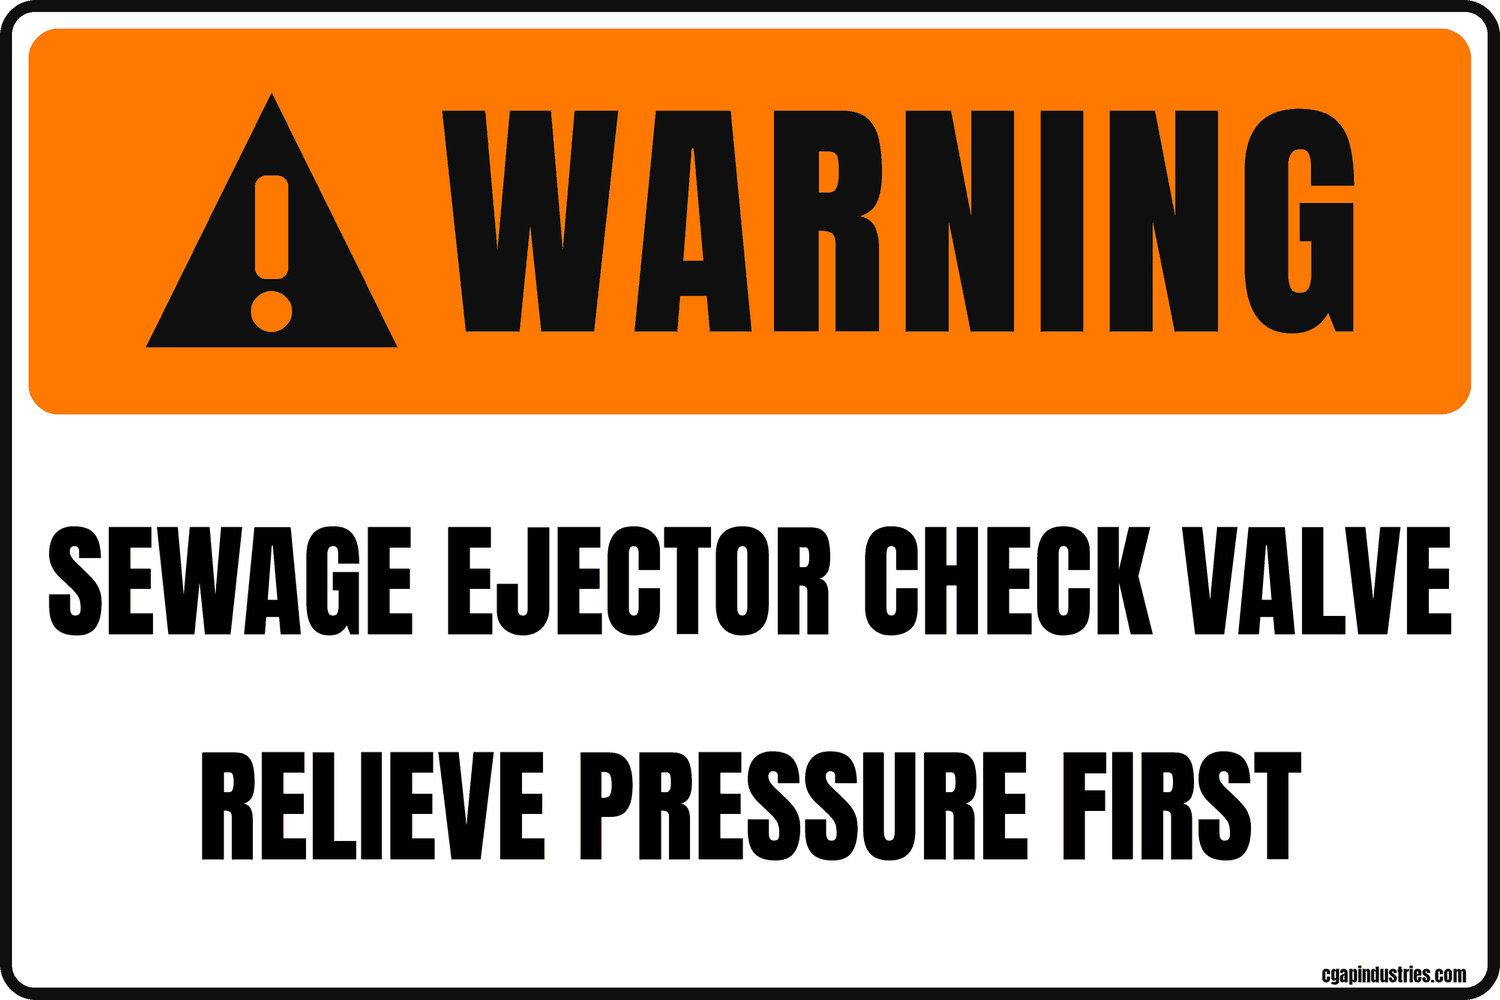 WARNING
SEWAGE EJECTOR CHECK VALVE
RELIEVE PRESSURE FIRST
cgapindustries.com